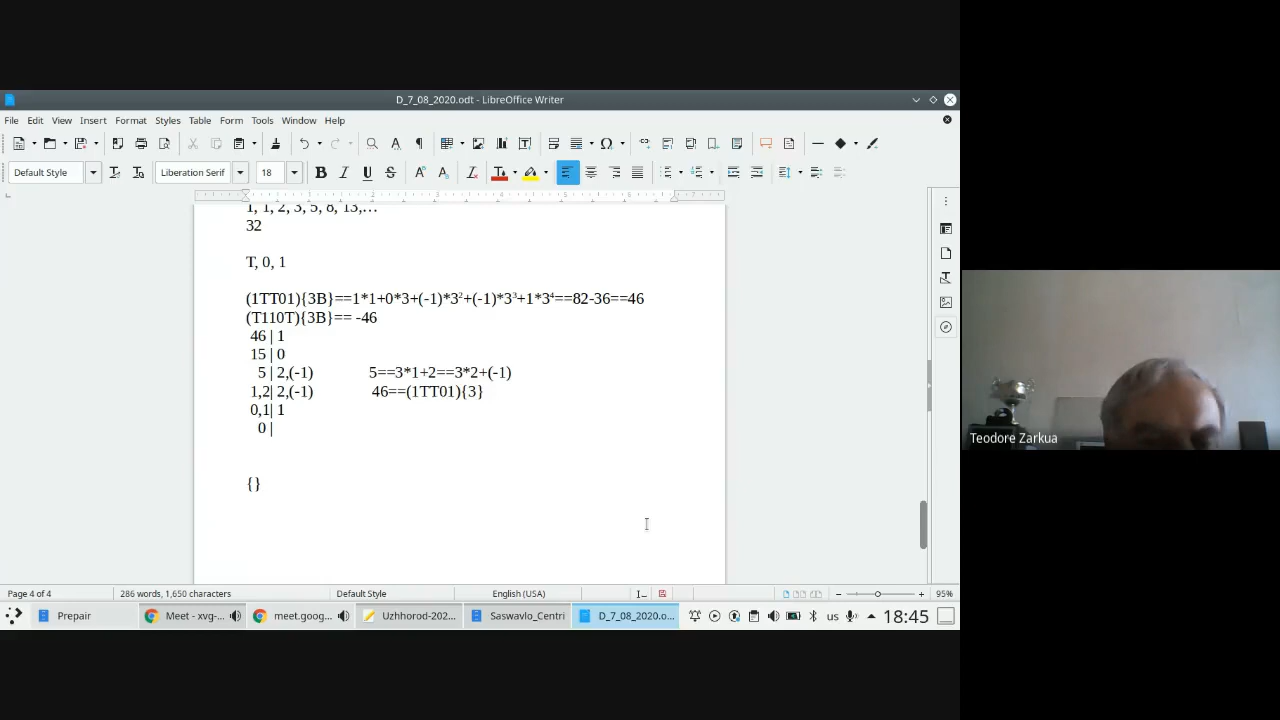 D_7_08_2020.odt - LibreOffice Writer
File Edit View Insert Format Styles Table Form Tools Window Help
Default Style Liberation Serif 18
1, 1, 2, 3, 5, 8, 13,…
32
T, 0, 1
(1TT01){3B}==1*1+0*3+(-1)*3²+(-1)*3³+1*3⁴==82-36==46
(T110T){3B}== -46
46 | 1
15 | 0
5 | 2,(-1) 5==3*1+2==3*2+(-1)
1,2| 2,(-1) 46==(1TT01){3}
0,1| 1
0 |
{}
Teodore Zarkua
Page 4 of 4 286 words, 1,650 characters Default Style English (USA) 95%
Prepair Meet - xvg-... meet.goog... Uzhhorod-202... Saswavlo_Centri D_7_08_2020.o... us 18:45